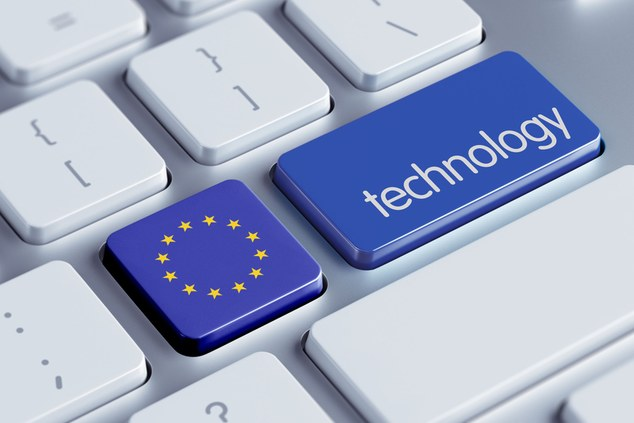 =
} ]
\
{ [
technology
: ; " '
?